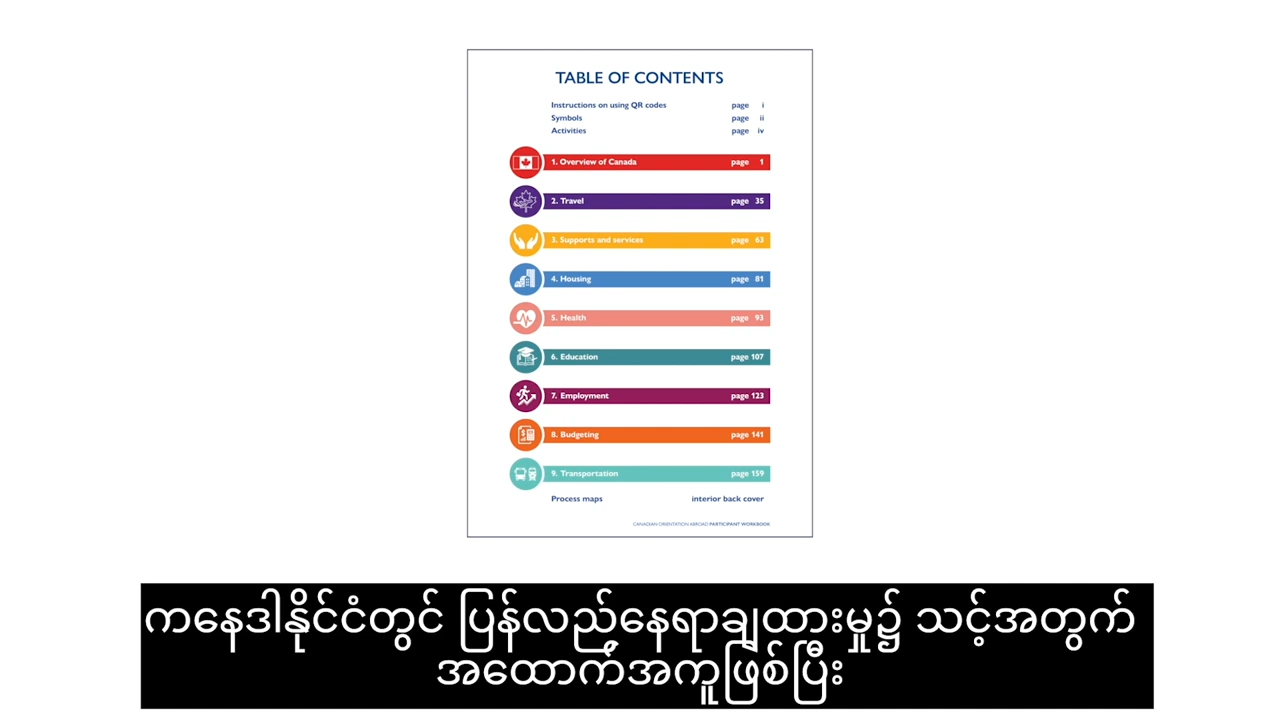 TABLE OF CONTENTS
Instructions on using QR codes page i
Symbols page ii
Activities page iv
1. Overview of Canada page 1
2. Travel page 35
3. Supports and services page 63
4. Housing page 81
5. Health page 93
6. Education page 107
7. Employment page 123
8. Budgeting page 141
9. Transportation page 159
Process maps interior back cover
CANADIAN ORIENTATION ABROAD PARTICIPANT WORKBOOK
ကနေဒါနိုင်ငံတွင် ပြန်လည်နေရာချထားမှု၌ သင့်အတွက်
အထောက်အကူဖြစ်ပြီး